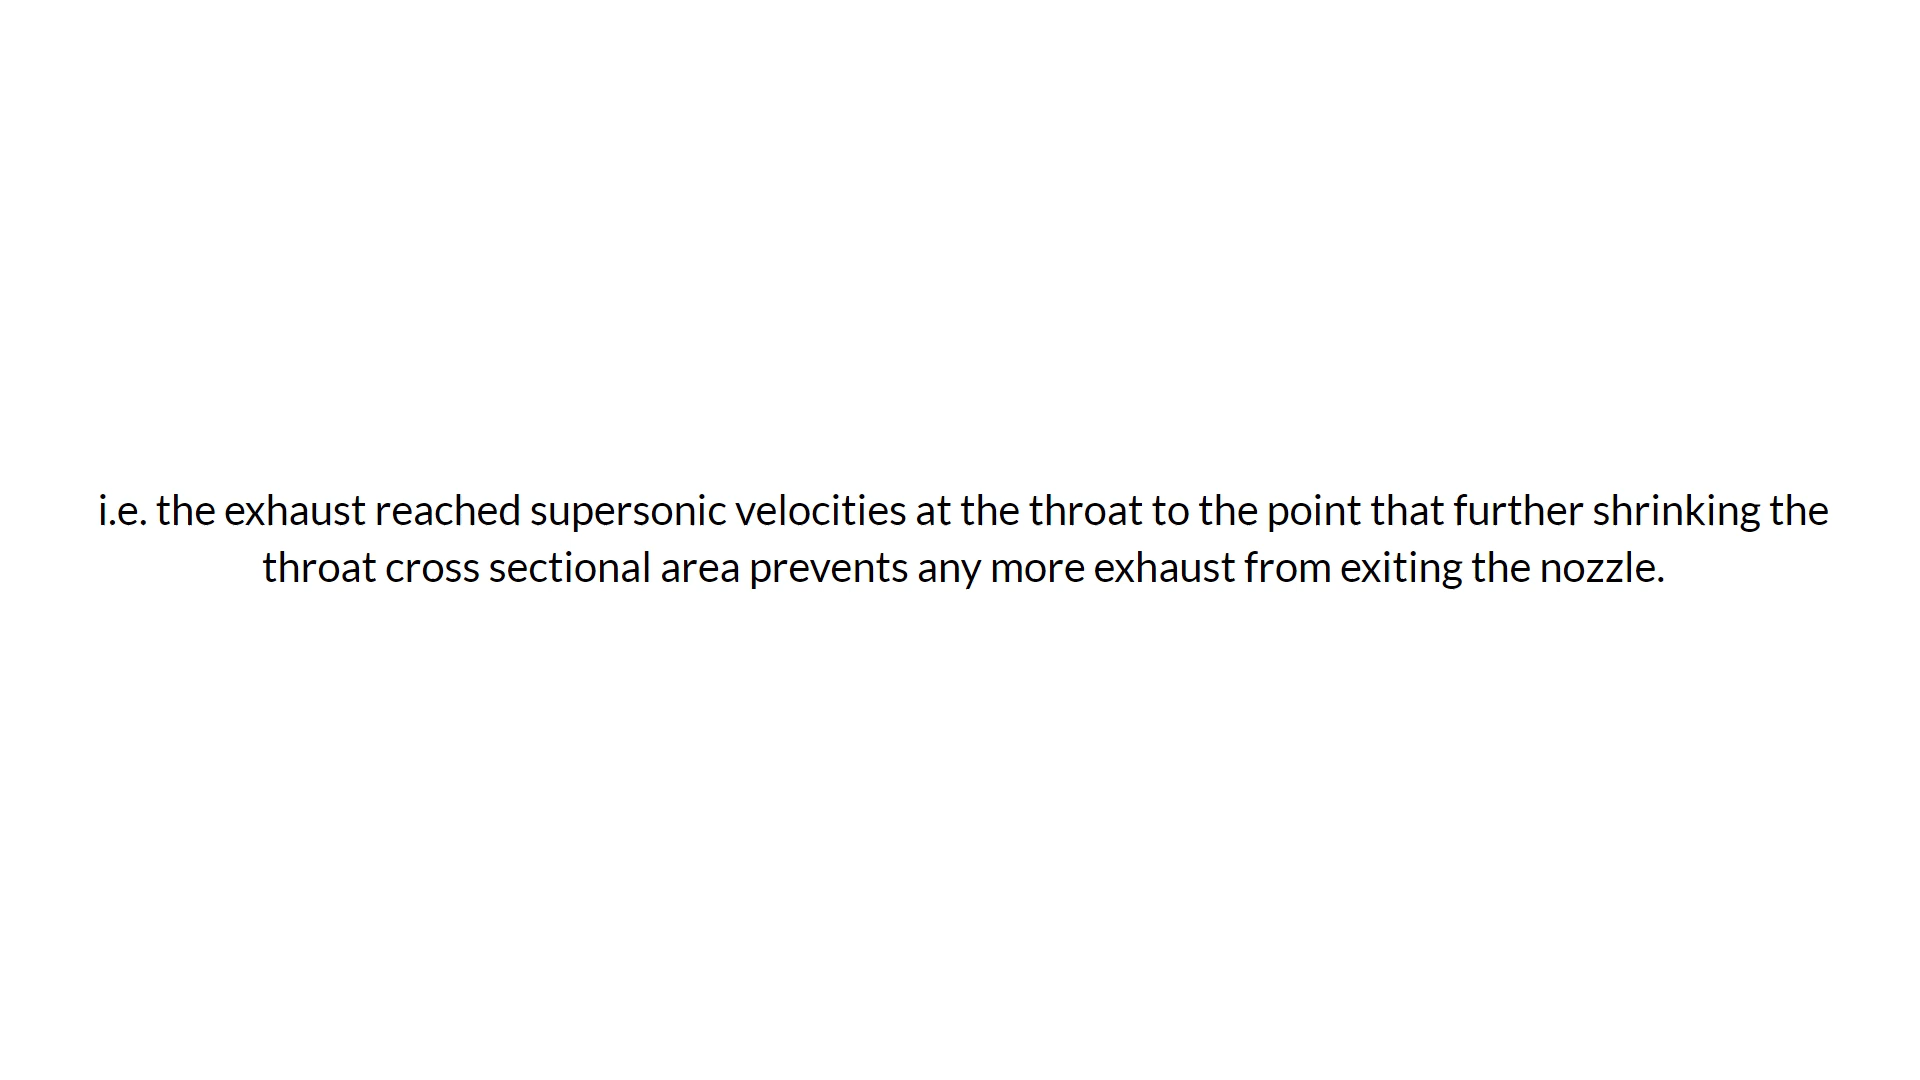 i.e. the exhaust reached supersonic velocities at the throat to the point that further shrinking the
throat cross sectional area prevents any more exhaust from exiting the nozzle.